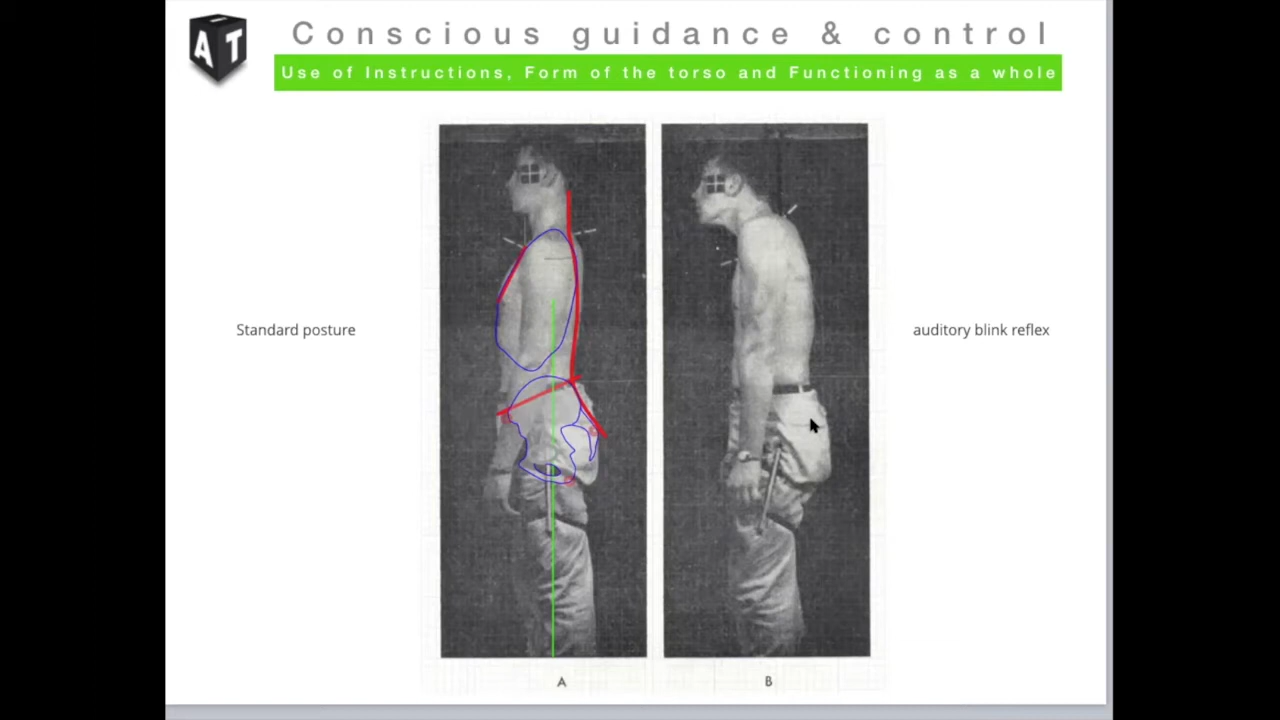 A T
Conscious guidance & control
Use of Instructions, Form of the torso and Functioning as a whole
Standard posture
auditory blink reflex
A
B